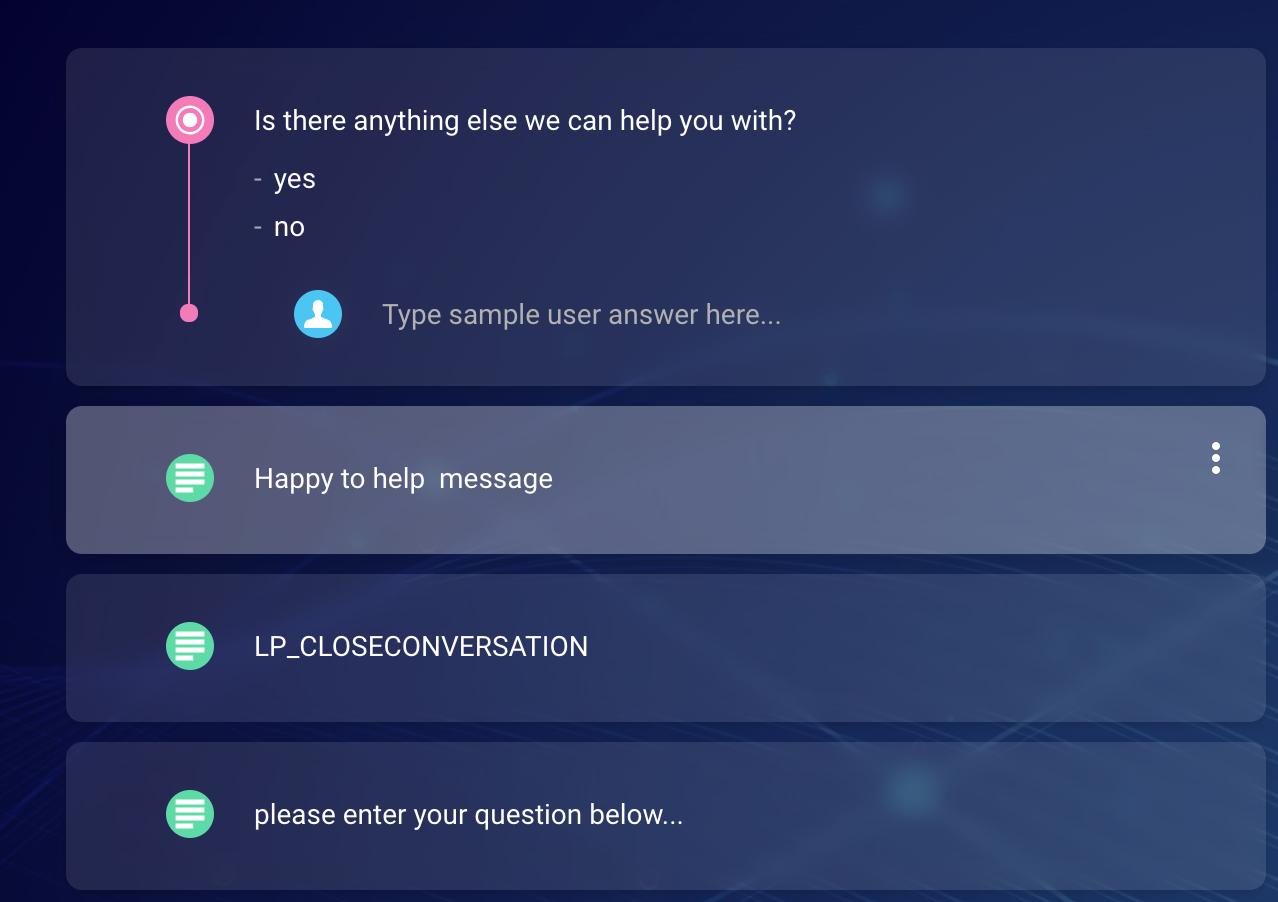 Is there anything else we can help you with?
- yes
- no
Type sample user answer here...
Happy to help  message
LP_CLOSECONVERSATION
please enter your question below...